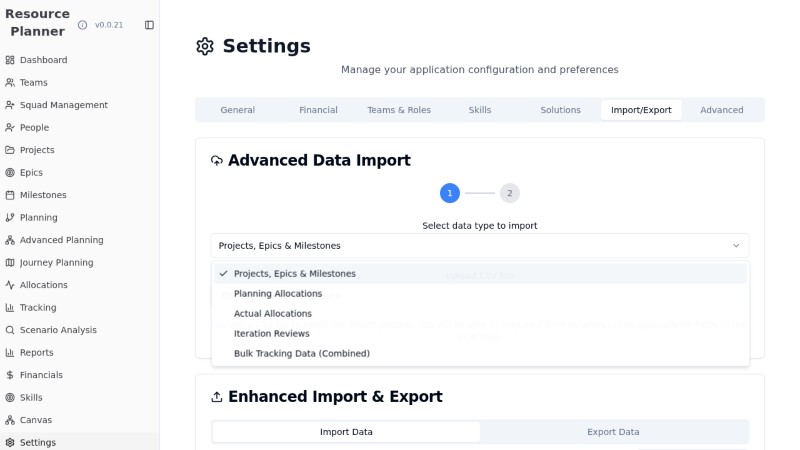 Resource
Planner
v0.0.21
Dashboard
Teams
Squad Management
People
Projects
Epics
Milestones
Planning
Advanced Planning
Journey Planning
Allocations
Tracking
Scenario Analysis
Reports
Financials
Skills
Canvas
Settings
Settings
Manage your application configuration and preferences
General Financial Teams & Roles Skills Solutions Import/Export Advanced
Advanced Data Import
1 2
Select data type to import
Projects, Epics & Milestones
Projects, Epics & Milestones
Planning Allocations
Actual Allocations
Iteration Reviews
Bulk Tracking Data (Combined)
Enhanced Import & Export
Import Data Export Data